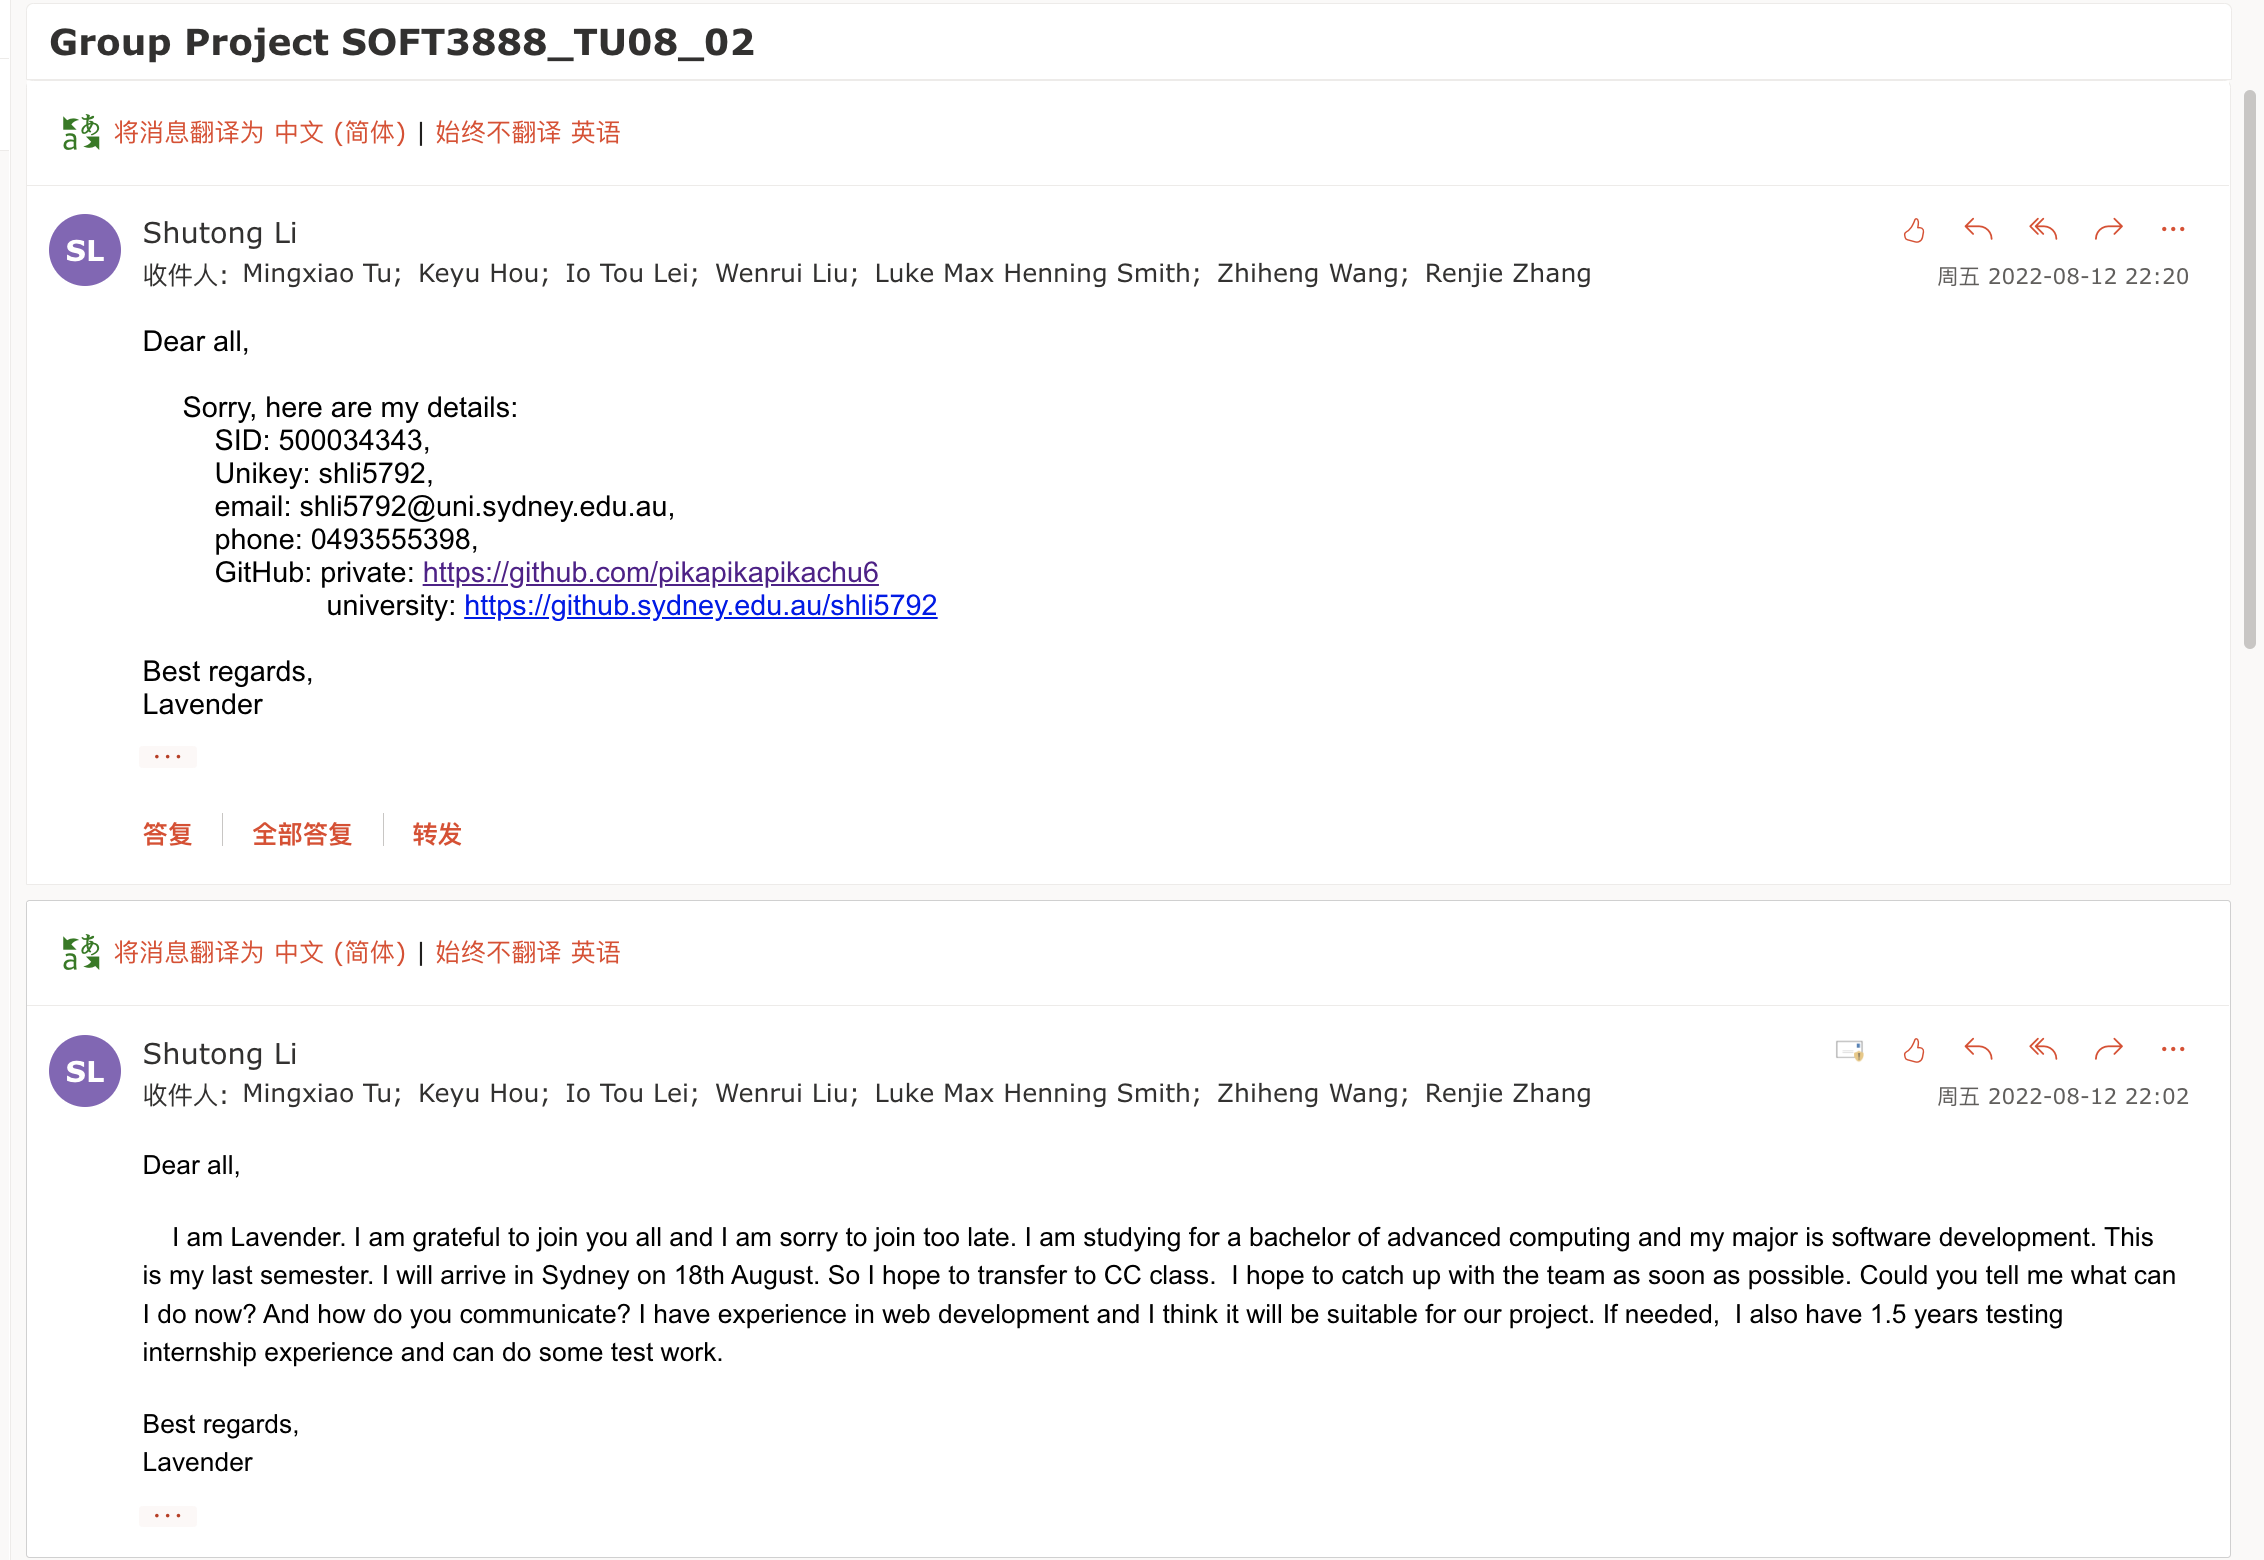 Group Project SOFT3888_TU08_02
将消息翻译为 中文 (简体) | 始终不翻译 英语
SL
Shutong Li
收件人: Mingxiao Tu; Keyu Hou; Io Tou Lei; Wenrui Liu; Luke Max Henning Smith; Zhiheng Wang; Renjie Zhang
周五 2022-08-12 22:20
Dear all,
Sorry, here are my details:
SID: 500034343,
Unikey: shli5792,
email: shli5792@uni.sydney.edu.au,
phone: 0493555398,
GitHub: private: https://github.com/pikapikapikachu6
university: https://github.sydney.edu.au/shli5792
Best regards,
Lavender
...
答复 全部答复 转发
将消息翻译为 中文 (简体) | 始终不翻译 英语
SL
Shutong Li
收件人: Mingxiao Tu; Keyu Hou; Io Tou Lei; Wenrui Liu; Luke Max Henning Smith; Zhiheng Wang; Renjie Zhang
周五 2022-08-12 22:02
Dear all,
I am Lavender. I am grateful to join you all and I am sorry to join too late. I am studying for a bachelor of advanced computing and my major is software development. This
is my last semester. I will arrive in Sydney on 18th August. So I hope to transfer to CC class.  I hope to catch up with the team as soon as possible. Could you tell me what can
I do now? And how do you communicate? I have experience in web development and I think it will be suitable for our project. If needed,  I also have 1.5 years testing
internship experience and can do some test work.
Best regards,
Lavender
...